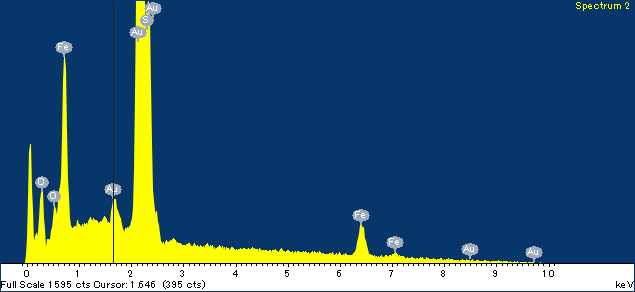 Spectrum 2
Au
S
Au
Fe
O
O
Au
Fe
Fe
Au
Au
0 1 2 3 4 5 6 7 8 9 10
Full Scale 1595 cts Cursor: 1.646 (395 cts) keV